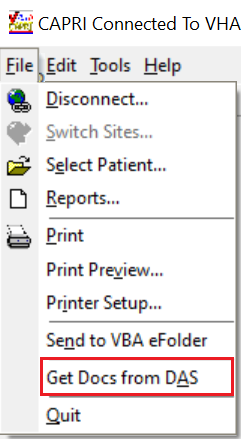 CAPRI Connected To VHA
File Edit Tools Help
Disconnect...
Switch Sites...
Select Patient...
Reports...
Print
Print Preview...
Printer Setup...
Send to VBA eFolder
Get Docs from DAS
Quit